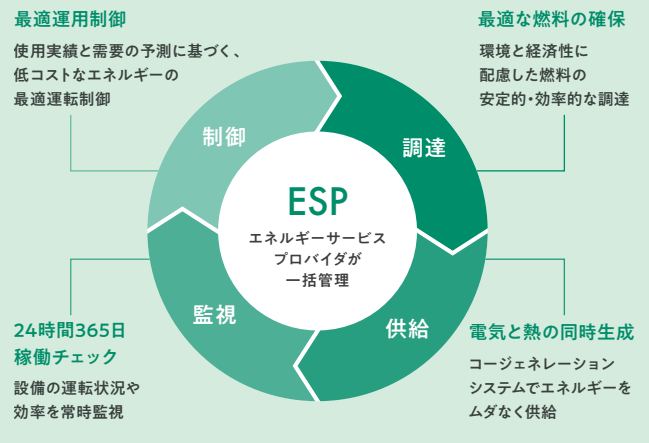 最適運用制御
使用実績と需要の予測に基づく、
低コストなエネルギーの
最適運転制御
最適な燃料の確保
環境と経済性に
配慮した燃料の
安定的・効率的な調達
制御
調達
ESP
エネルギーサービス
プロバイダが
一括管理
監視
供給
24時間365日
稼働チェック
設備の運転状況や
効率を常時監視
電気と熱の同時生成
コージェネレーション
システムでエネルギーを
ムダなく供給